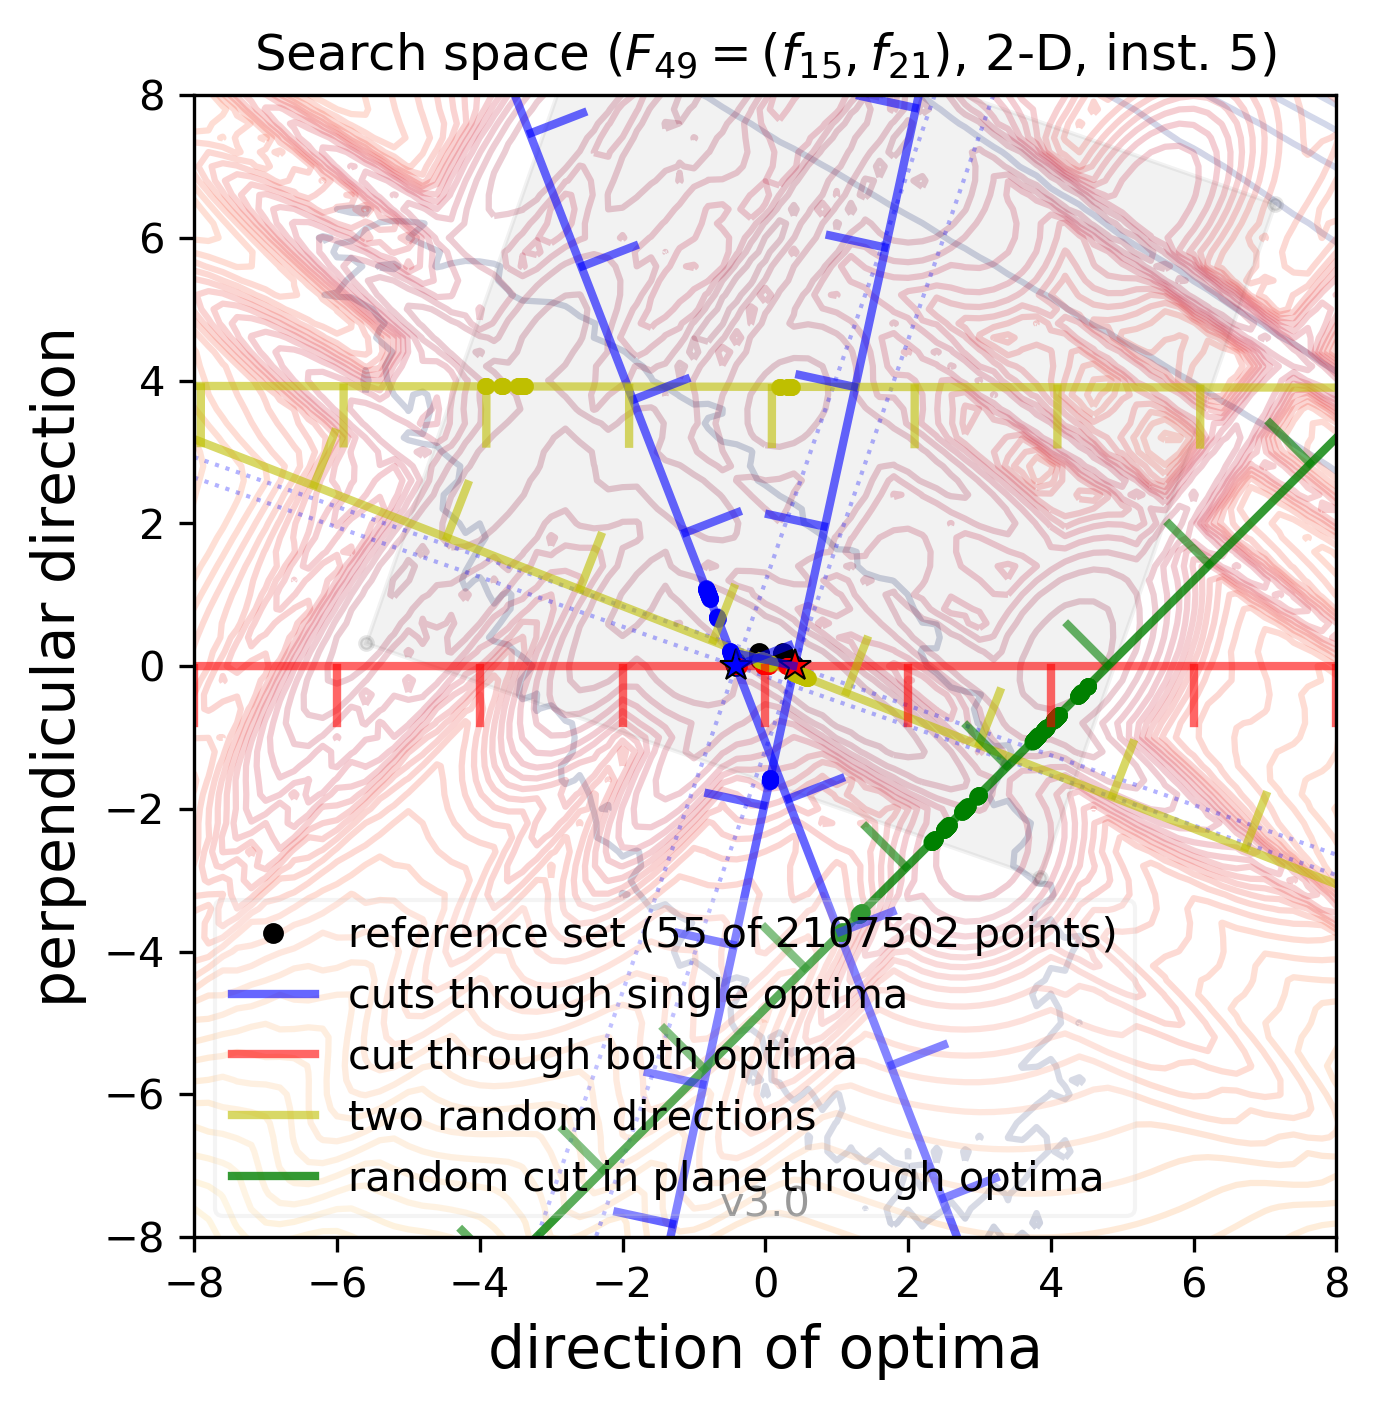 Search space (F₄₉ = (f₁₅, f₂₁), 2-D, inst. 5)
8
6
4
2
0
−2
−4
−6
−8
perpendicular direction
reference set (55 of 2107502 points)
cuts through single optima
cut through both optima
two random directions
random cut in plane through optima
v3.0
−8 −6 −4 −2 0 2 4 6 8
direction of optima